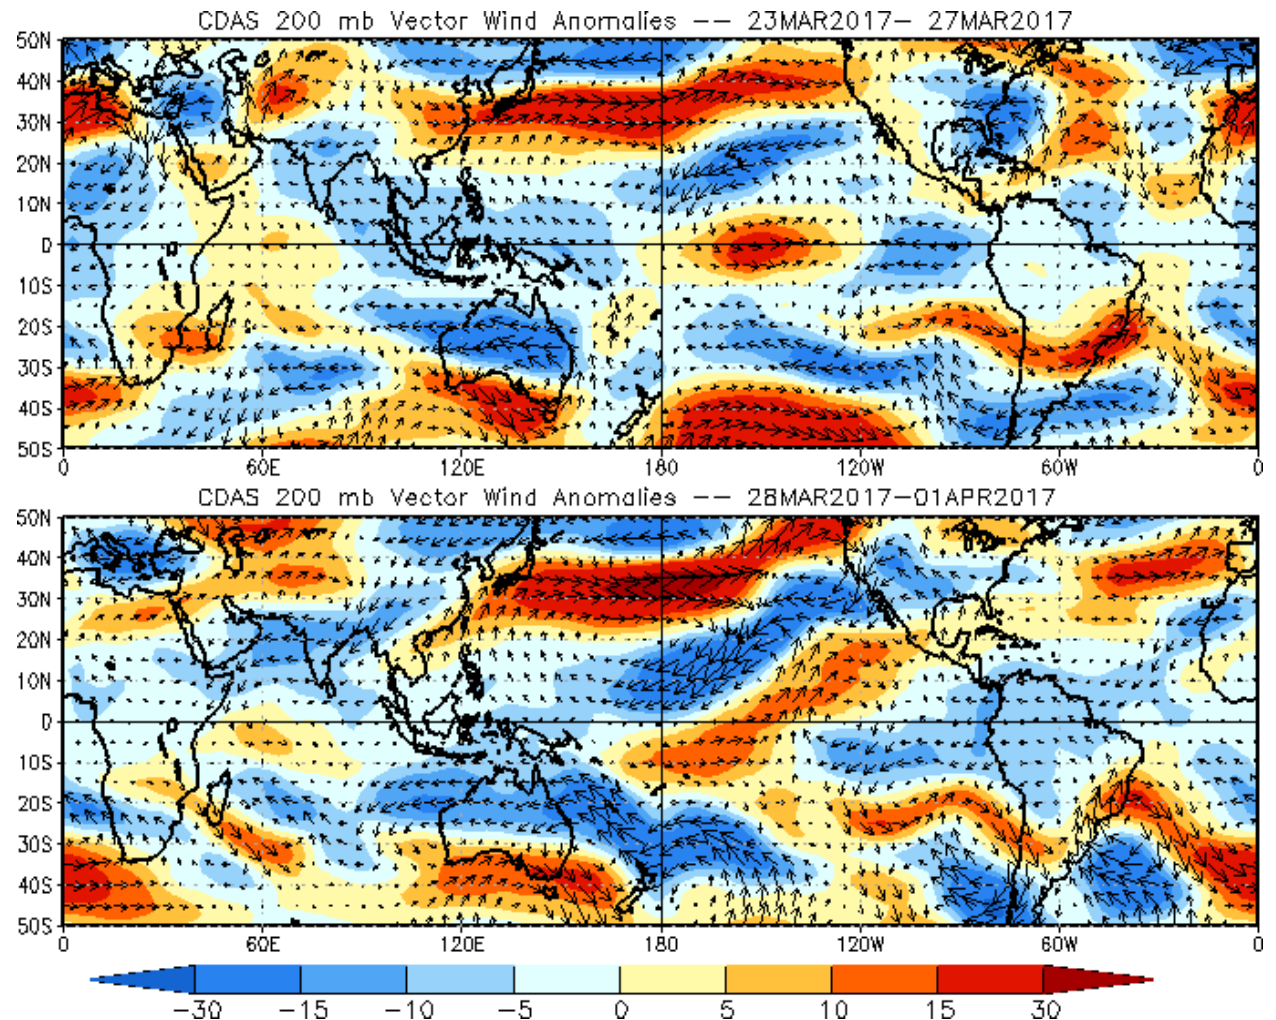 CDAS 200 mb Vector Wind Anomalies -- 23MAR2017- 27MAR2017
50N
40N
30N
20N
10N
0
10S
20S
30S
40S
50S
0 60E 120E 180 120W 60W 0
CDAS 200 mb Vector Wind Anomalies -- 28MAR2017-01APR2017
50N
40N
30N
20N
10N
0
10S
20S
30S
40S
50S
0 60E 120E 180 120W 60W 0
-30 -15 -10 -5 0 5 10 15 30